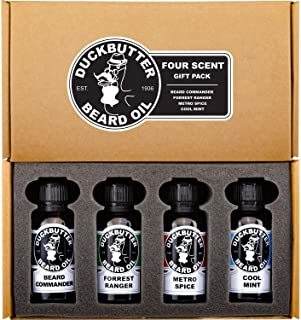 DUCKBUTTER
EST. 1936
BEARD OIL
FOUR SCENT
GIFT PACK
BEARD COMMANDER
FORREST RANGER
METRO SPICE
COOL MINT
DUCKBUTTER
BEARD OIL
BEARD
COMMANDER
DUCKBUTTER
BEARD OIL
FORREST
RANGER
DUCKBUTTER
BEARD OIL
METRO
SPICE
DUCKBUTTER
BEARD OIL
COOL
MINT